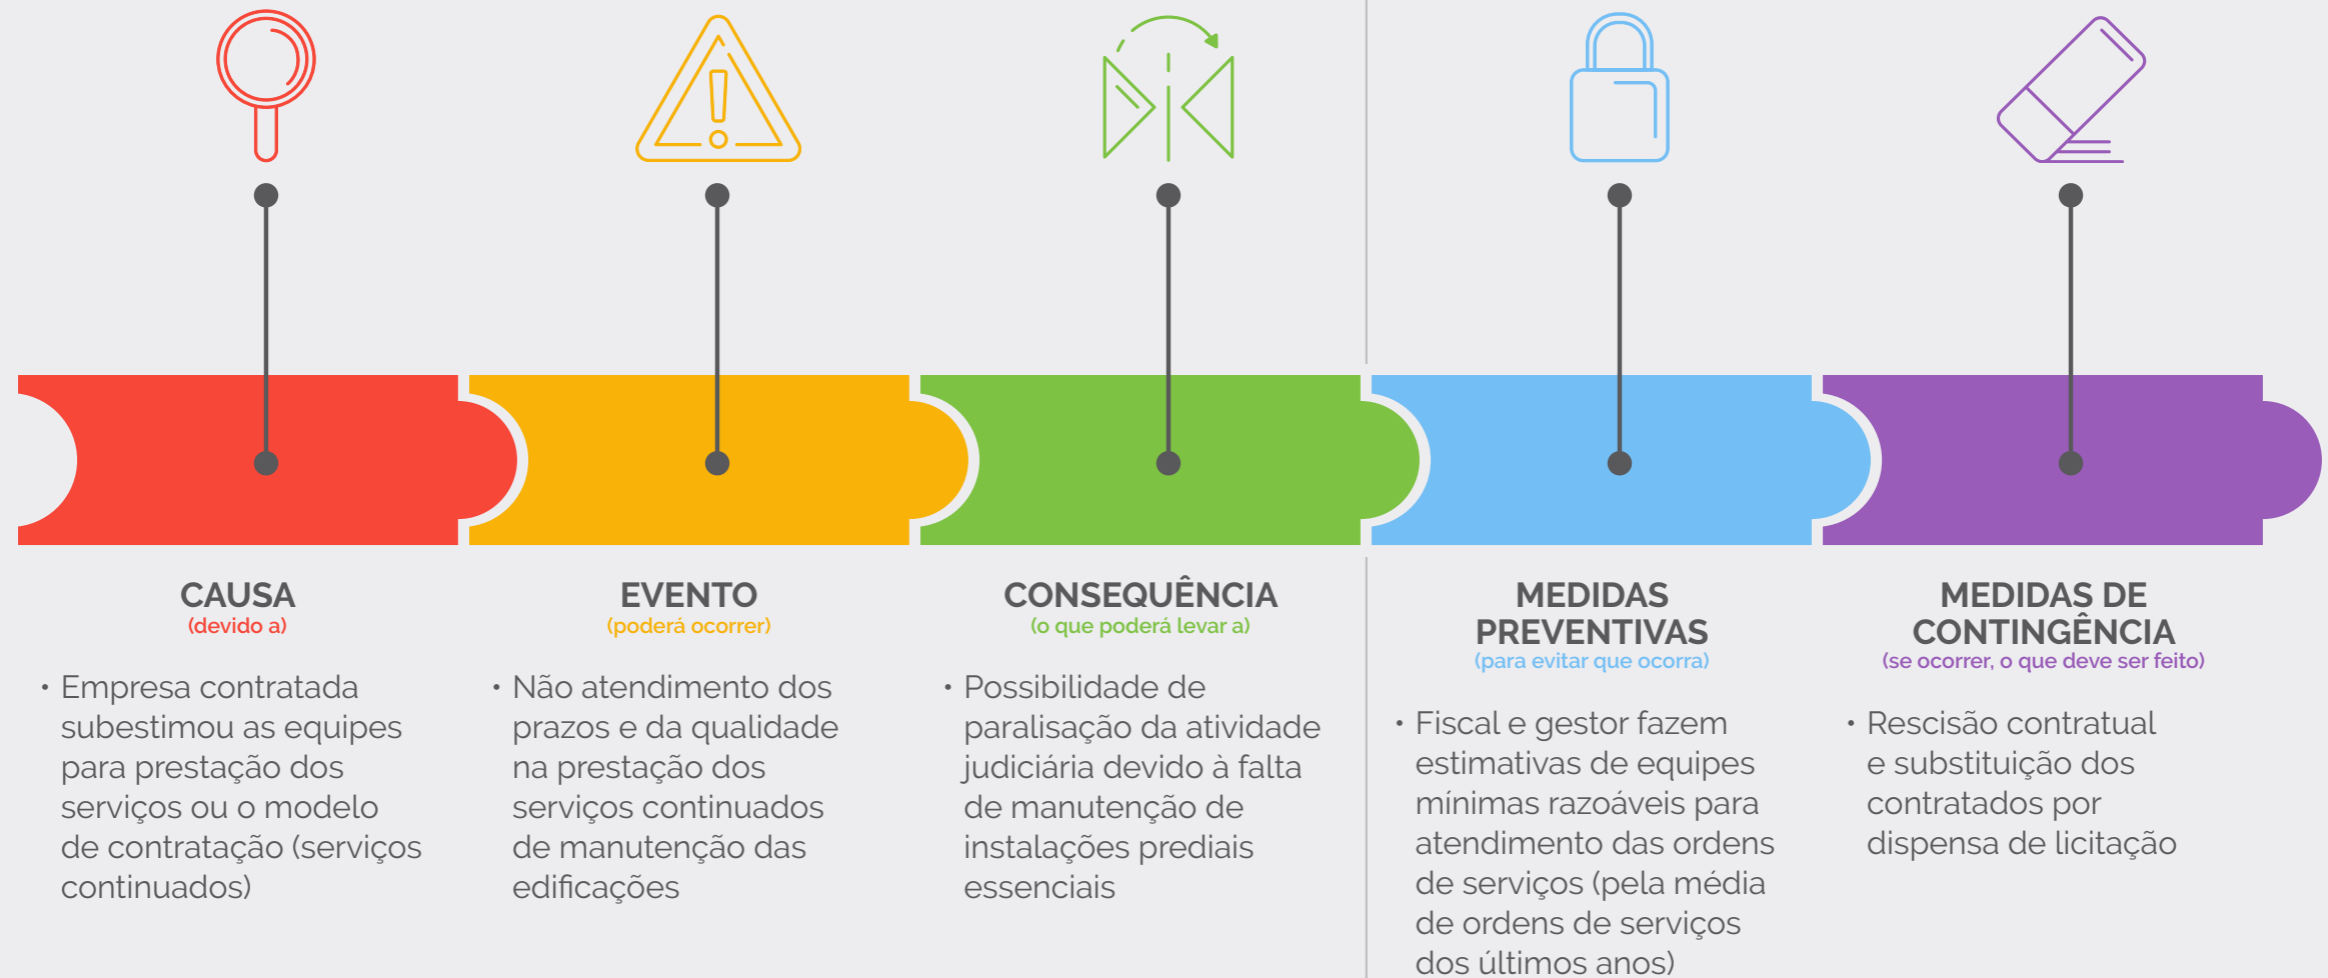 CAUSA
(devido a)
• Empresa contratada
subestimou as equipes
para prestação dos
serviços ou o modelo
de contratação (serviços
continuados)
EVENTO
(poderá ocorrer)
• Não atendimento dos
prazos e da qualidade
na prestação dos
serviços continuados
de manutenção das
edificações
CONSEQUÊNCIA
(o que poderá levar a)
• Possibilidade de
paralisação da atividade
judiciária devido à falta
de manutenção de
instalações prediais
essenciais
MEDIDAS
PREVENTIVAS
(para evitar que ocorra)
• Fiscal e gestor fazem
estimativas de equipes
mínimas razoáveis para
atendimento das ordens
de serviços (pela média
de ordens de serviços
dos últimos anos)
MEDIDAS DE
CONTINGÊNCIA
(se ocorrer, o que deve ser feito)
• Rescisão contratual
e substituição dos
contratados por
dispensa de licitação